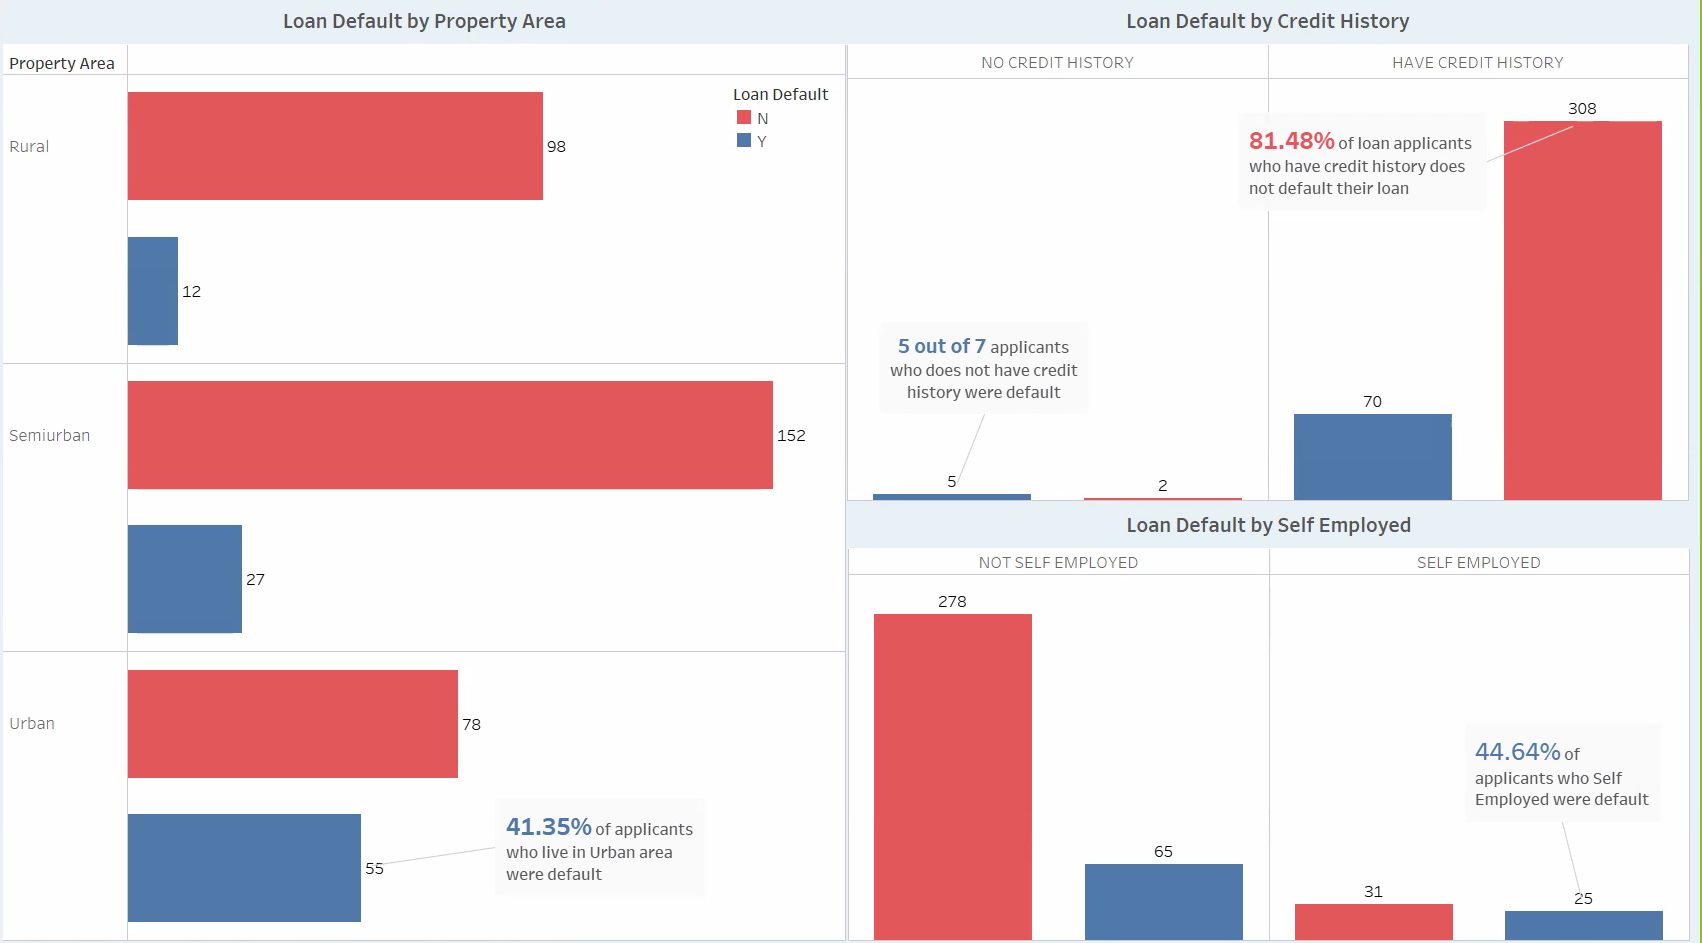 Loan Default by Property Area
Property Area
Loan Default
N
Y
Rural
98
12
Semiurban
152
27
Urban
78
55
41.35% of applicants
who live in Urban area
were default
Loan Default by Credit History
NO CREDIT HISTORY
HAVE CREDIT HISTORY
308
81.48% of loan applicants
who have credit history does
not default their loan
5 out of 7 applicants
who does not have credit
history were default
70
5
2
Loan Default by Self Employed
NOT SELF EMPLOYED
SELF EMPLOYED
278
65
44.64% of
applicants who Self
Employed were default
31
25